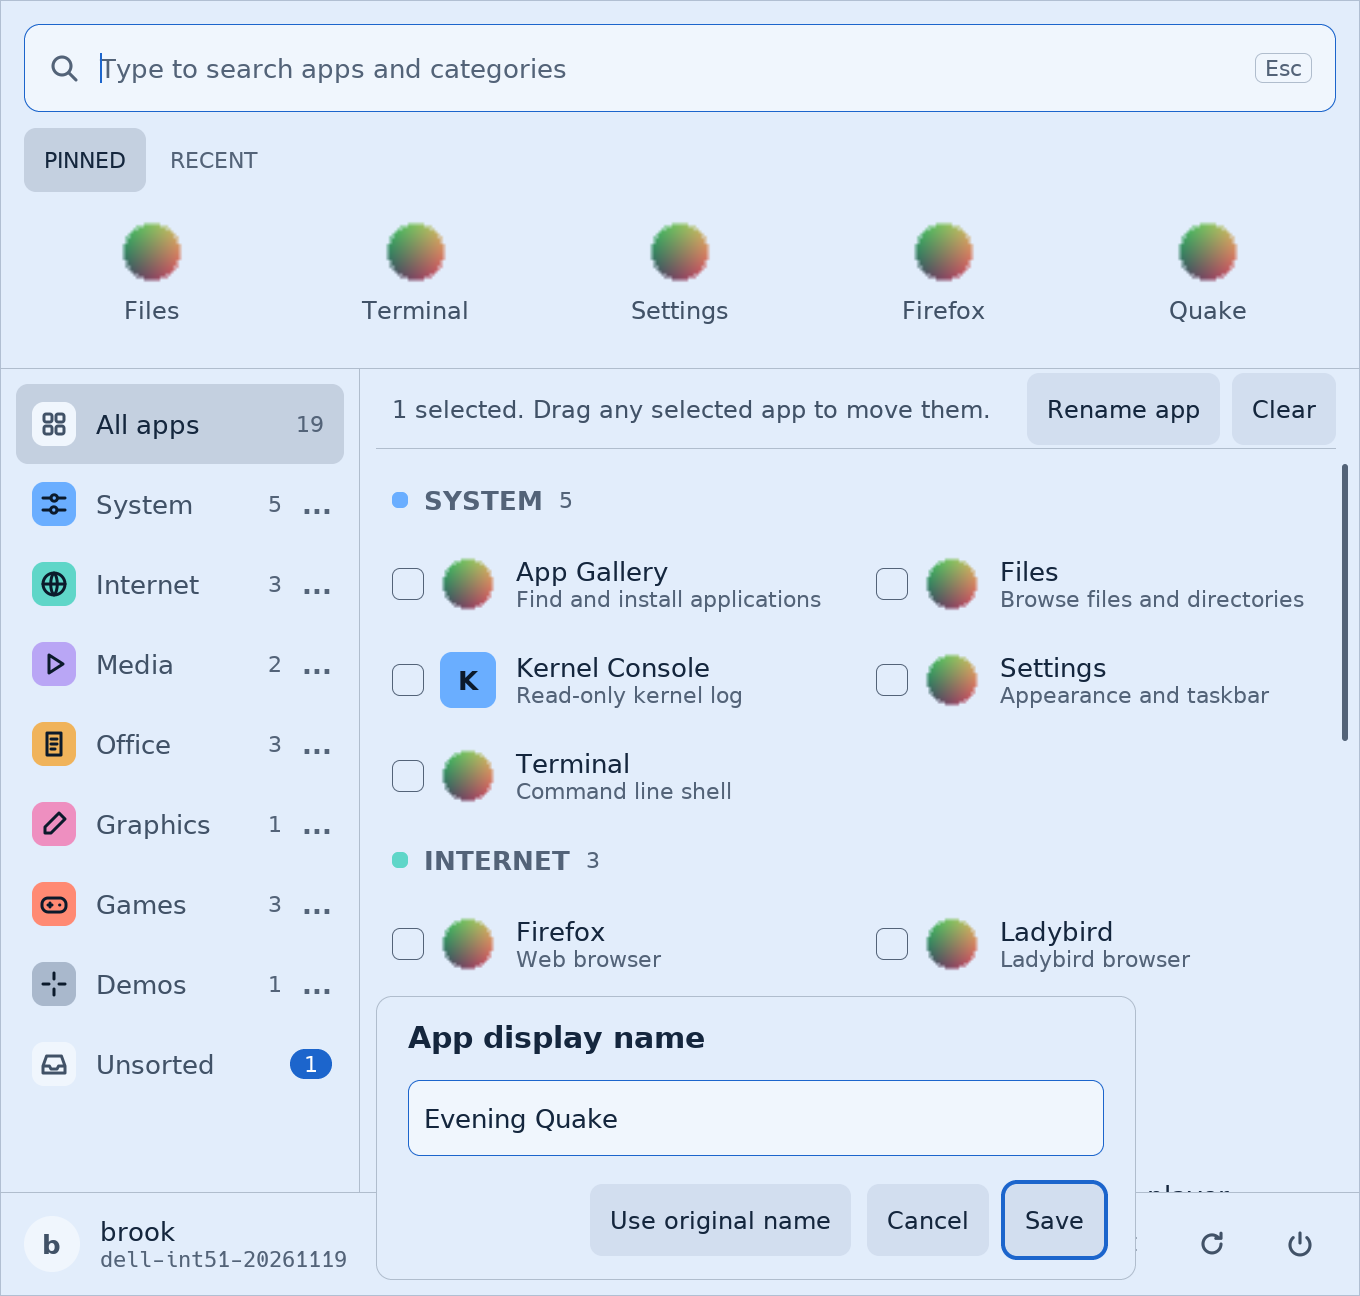 Type to search apps and categories
Esc
PINNED
RECENT
Files
Terminal
Settings
Firefox
Quake
All apps 19
System 5 ...
Internet 3 ...
Media 2 ...
Office 3 ...
Graphics 1 ...
Games 3 ...
Demos 1 ...
Unsorted 1
1 selected. Drag any selected app to move them.
Rename app
Clear
SYSTEM 5
App Gallery
Find and install applications
Files
Browse files and directories
K
Kernel Console
Read-only kernel log
Settings
Appearance and taskbar
Terminal
Command line shell
INTERNET 3
Firefox
Web browser
Ladybird
Ladybird browser
App display name
Evening Quake
Use original name
Cancel
Save
b
brook
dell-int51-20261119